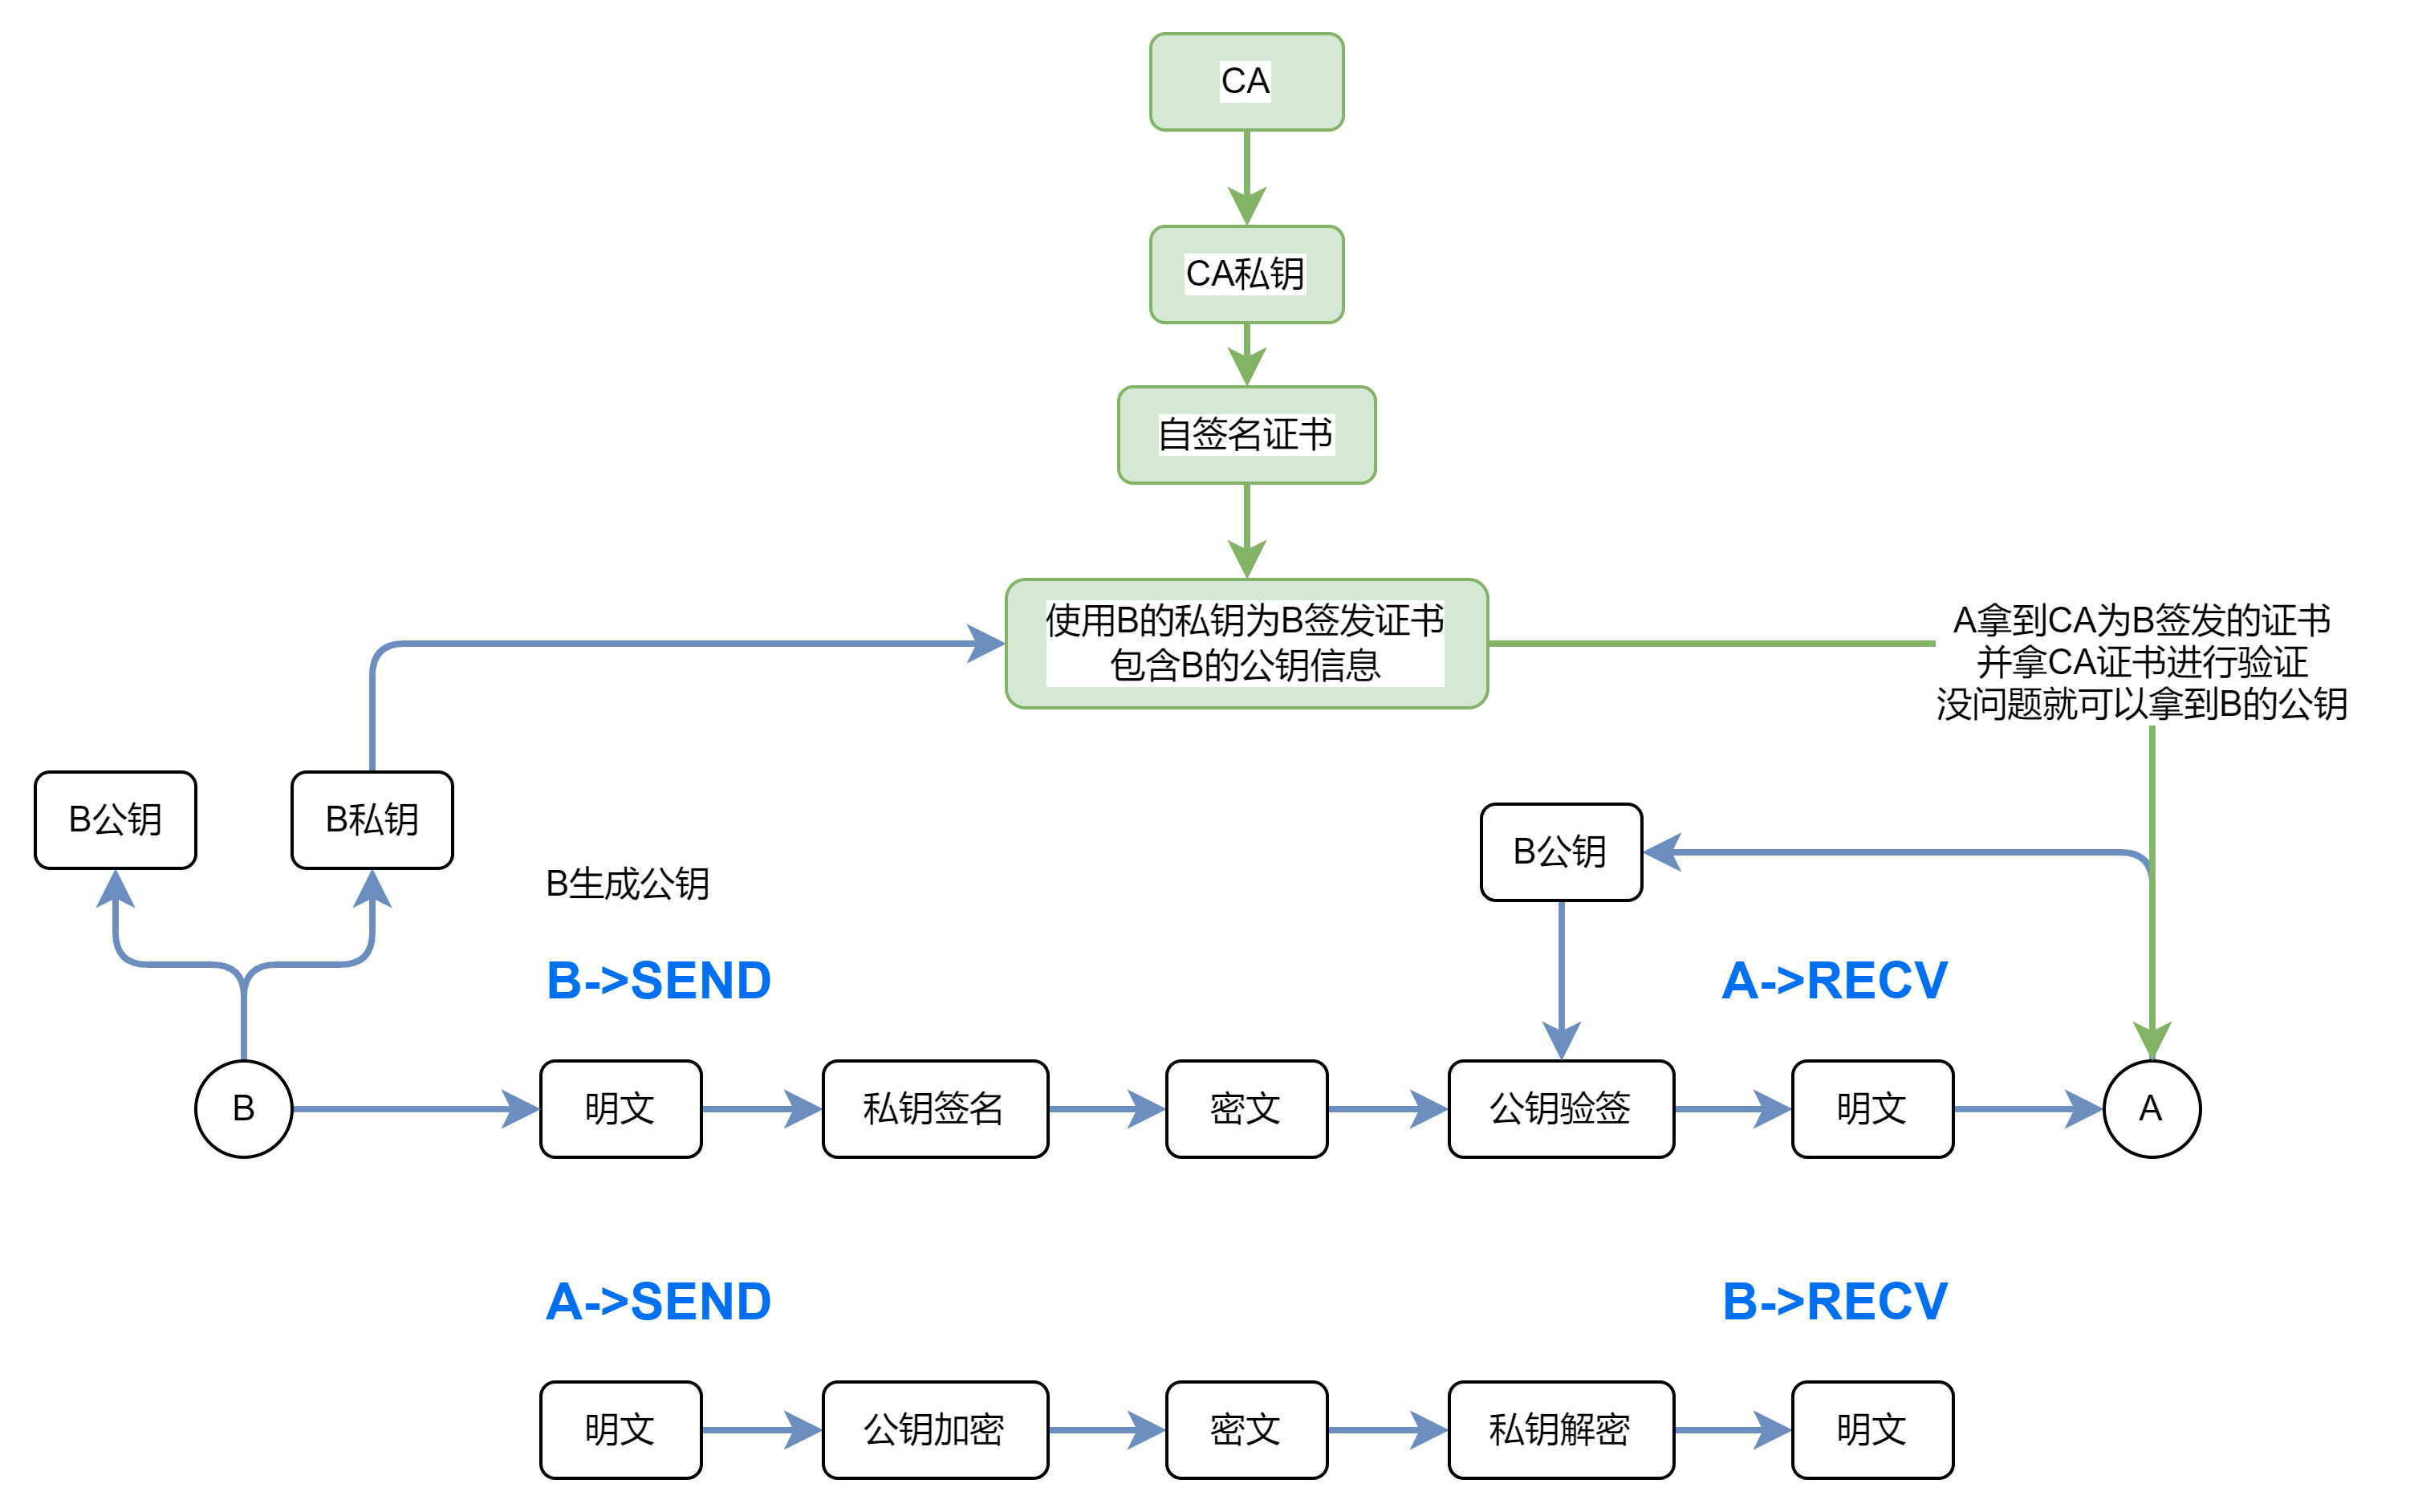 CA
CA私钥
自签名证书
使用B的私钥为B签发证书
包含B的公钥信息
A拿到CA为B签发的证书
并拿CA证书进行验证
没问题就可以拿到B的公钥
B公钥
B私钥
B公钥
B生成公钥
B->SEND
A->RECV
B
明文
私钥签名
密文
公钥验签
明文
A
A->SEND
B->RECV
明文
公钥加密
密文
私钥解密
明文